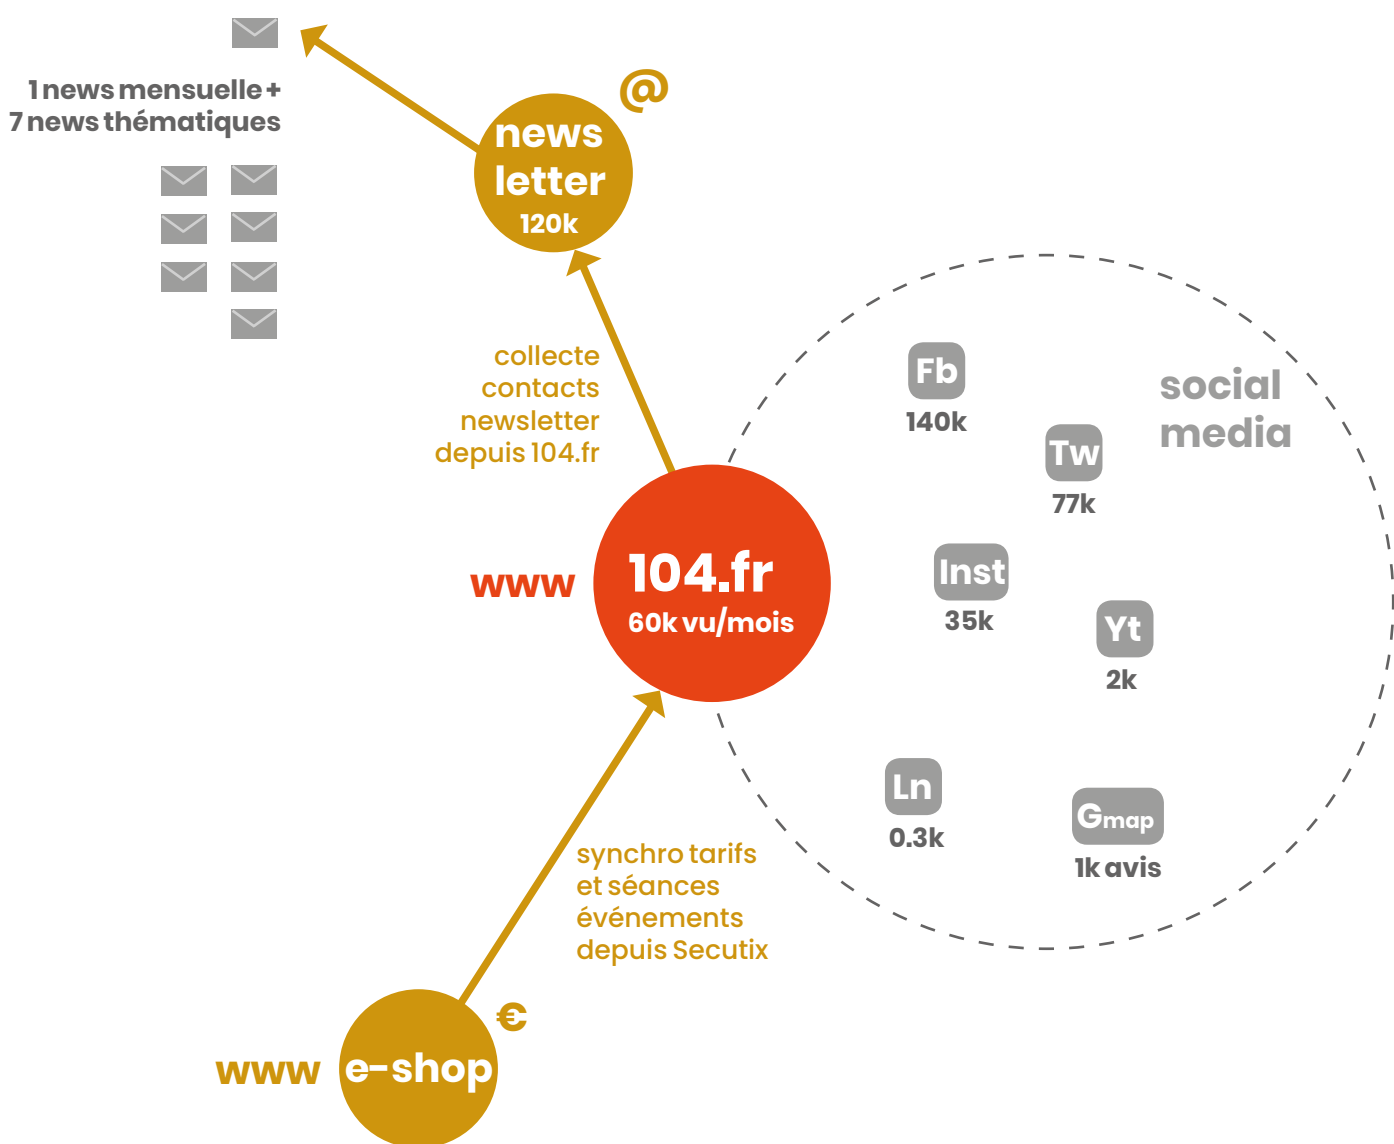 1 news mensuelle +
7 news thématiques
@
news
letter
120k
collecte
contacts
newsletter
depuis 104.fr
social
media
Fb
140k
Tw
77k
Inst
35k
Yt
2k
Ln
0.3k
Gmap
1k avis
www
104.fr
60k vu/mois
synchro tarifs
et séances
événements
depuis Secutix
€
www
e-shop